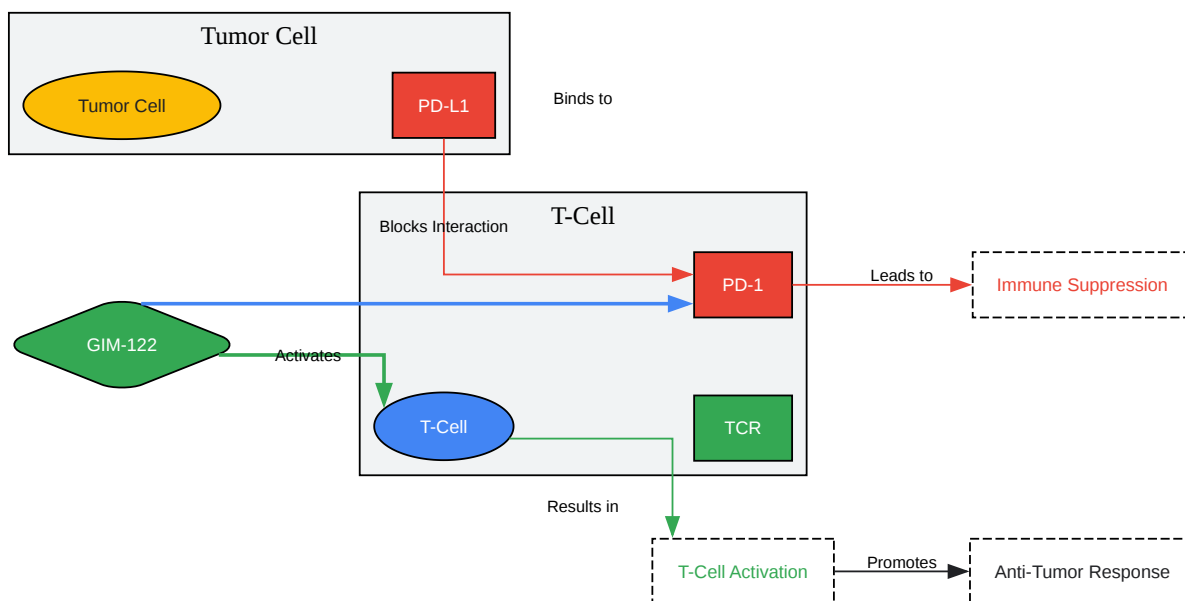 Tumor Cell
Tumor Cell
PD-L1
Binds to
T-Cell
Blocks Interaction
PD-1
Leads to
Immune Suppression
GIM-122
Activates
T-Cell
TCR
Results in
T-Cell Activation
Promotes
Anti-Tumor Response